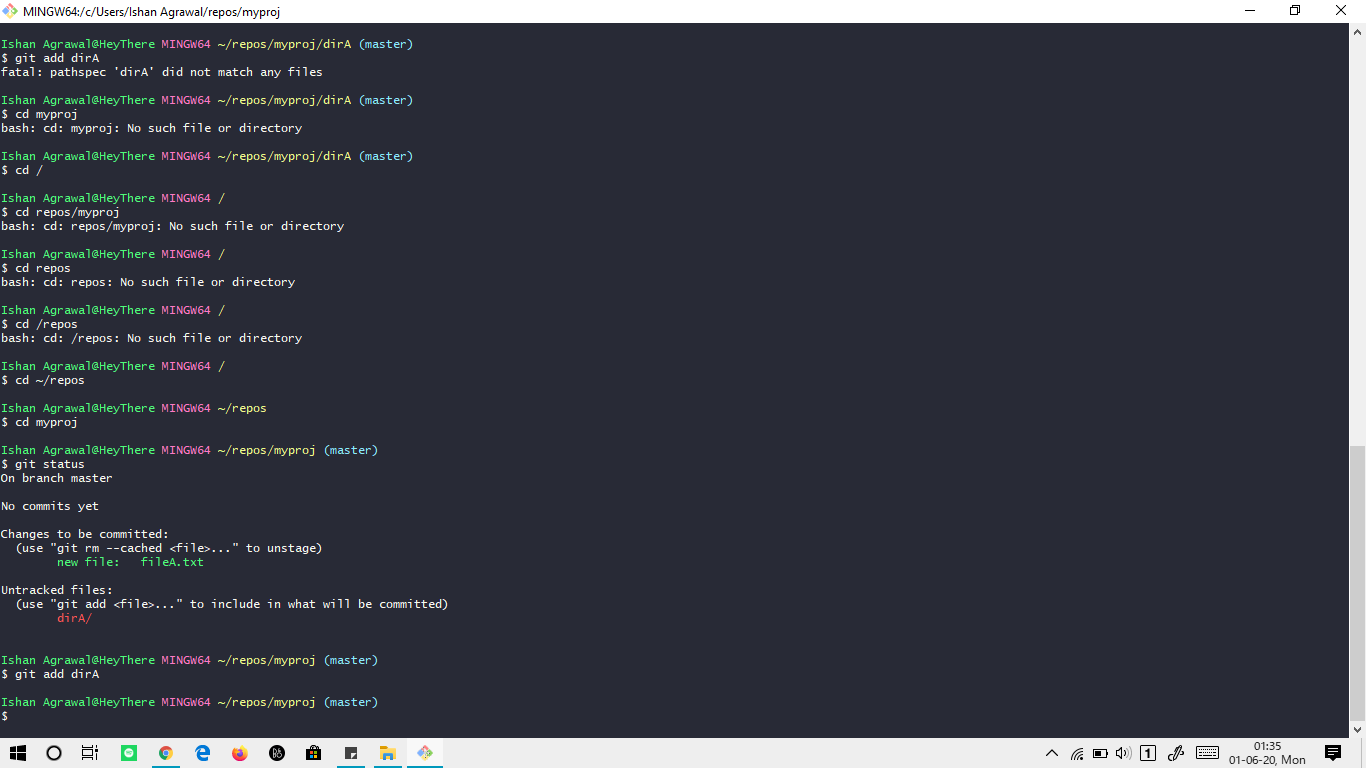 MINGW64:/c/Users/Ishan Agrawal/repos/myproj
Ishan Agrawal@HeyThere MINGW64 ~/repos/myproj/dirA (master)
$ git add dirA
fatal: pathspec 'dirA' did not match any files
Ishan Agrawal@HeyThere MINGW64 ~/repos/myproj/dirA (master)
$ cd myproj
bash: cd: myproj: No such file or directory
Ishan Agrawal@HeyThere MINGW64 ~/repos/myproj/dirA (master)
$ cd /
Ishan Agrawal@HeyThere MINGW64 /
$ cd repos/myproj
bash: cd: repos/myproj: No such file or directory
Ishan Agrawal@HeyThere MINGW64 /
$ cd repos
bash: cd: repos: No such file or directory
Ishan Agrawal@HeyThere MINGW64 /
$ cd /repos
bash: cd: /repos: No such file or directory
Ishan Agrawal@HeyThere MINGW64 /
$ cd ~/repos
Ishan Agrawal@HeyThere MINGW64 ~/repos
$ cd myproj
Ishan Agrawal@HeyThere MINGW64 ~/repos/myproj (master)
$ git status
On branch master
No commits yet
Changes to be committed:
  (use "git rm --cached <file>..." to unstage)
        new file:   fileA.txt
Untracked files:
  (use "git add <file>..." to include in what will be committed)
        dirA/
Ishan Agrawal@HeyThere MINGW64 ~/repos/myproj (master)
$ git add dirA
Ishan Agrawal@HeyThere MINGW64 ~/repos/myproj (master)
$
1
01:35
01-06-20, Mon